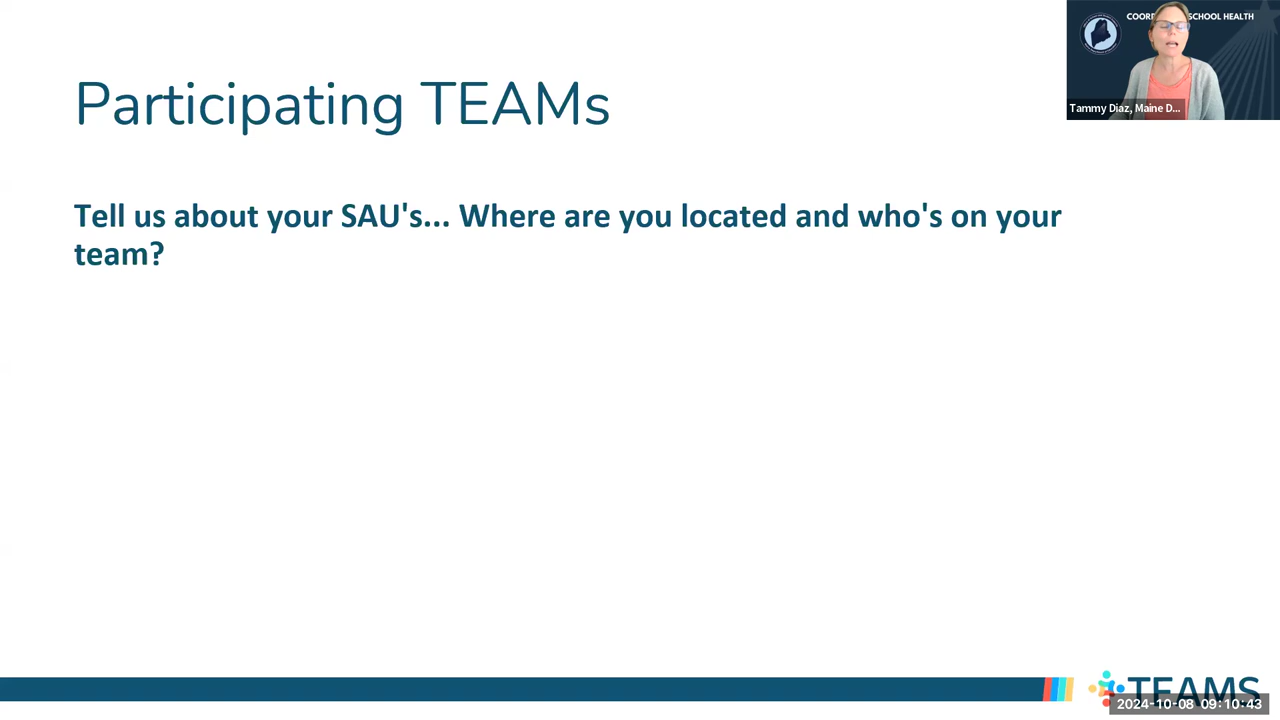 COOR SCHOOL HEALTH
Participating TEAMs
Tammy Diaz, Maine D...
Tell us about your SAU's... Where are you located and who's on your
team?
TEAMS
2024-10-08 09:10:43